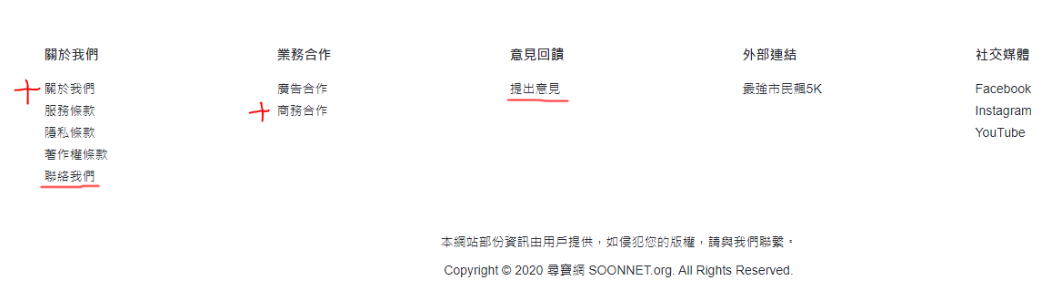 關於我們
關於我們
服務條款
隱私條款
著作權條款
聯絡我們
業務合作
廣告合作
商務合作
意見回饋
提出意見
外部連結
最強市民飆5K
社交媒體
Facebook
Instagram
YouTube
本網站部份資訊由用戶提供，如侵犯您的版權，請與我們聯繫。
Copyright © 2020 尋寶網 SOONNET.org. All Rights Reserved.